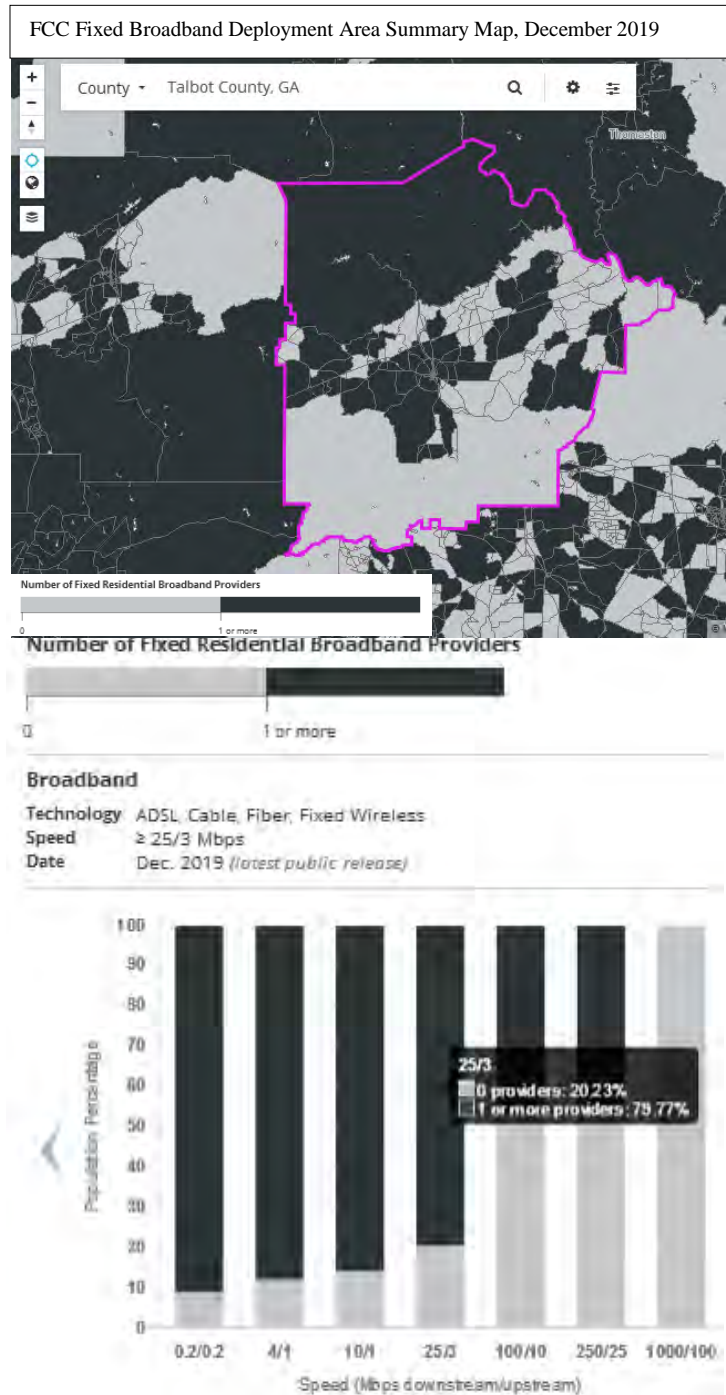 FCC Fixed Broadband Deployment Area Summary Map, December 2019
County
Talbot County, GA
Thomaston
Number of Fixed Residential Broadband Providers
0
1 or more
Number of Fixed Residential Broadband Providers
0
1 or more
Broadband
Technology ADSL, Cable, Fiber, Fixed Wireless
Speed ≥ 25/3 Mbps
Date Dec. 2019 (latest public release)
100
90
80
70
60
50
40
30
20
10
0
Population Percentage
25/3
0 providers: 20.23%
1 or more providers: 79.77%
0.2/0.2 4/1 10/1 25/3 100/10 250/25 1000/100
Speed (Mbps downstream/upstream)